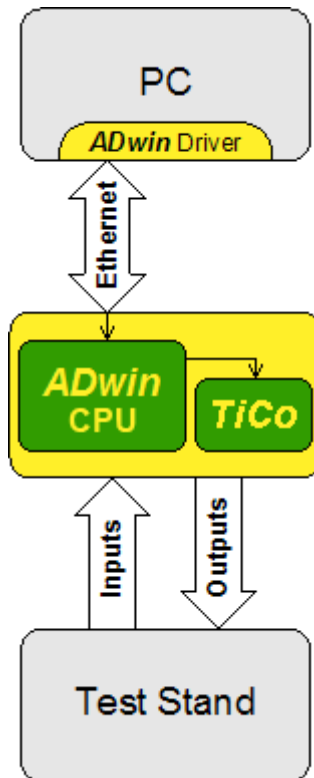 PC
ADwin Driver
Ethernet
ADwin
CPU
TiCo
Inputs
Outputs
Test Stand